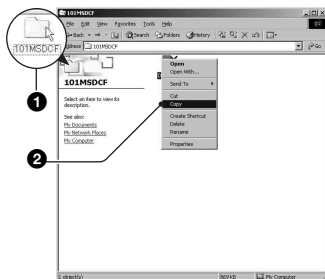 101MSDCF
File Edit View Favorites Tools Help
Back Search Folders History
Address 101MSDCF Go
101MSDCF
1
101MSDCF
Select an item to view its
description.
See also:
My Documents
My Network Places
My Computer
2
Open
Open With...
Send To
Cut
Copy
Create Shortcut
Delete
Rename
Properties
1 object(s) 869 KB My Computer